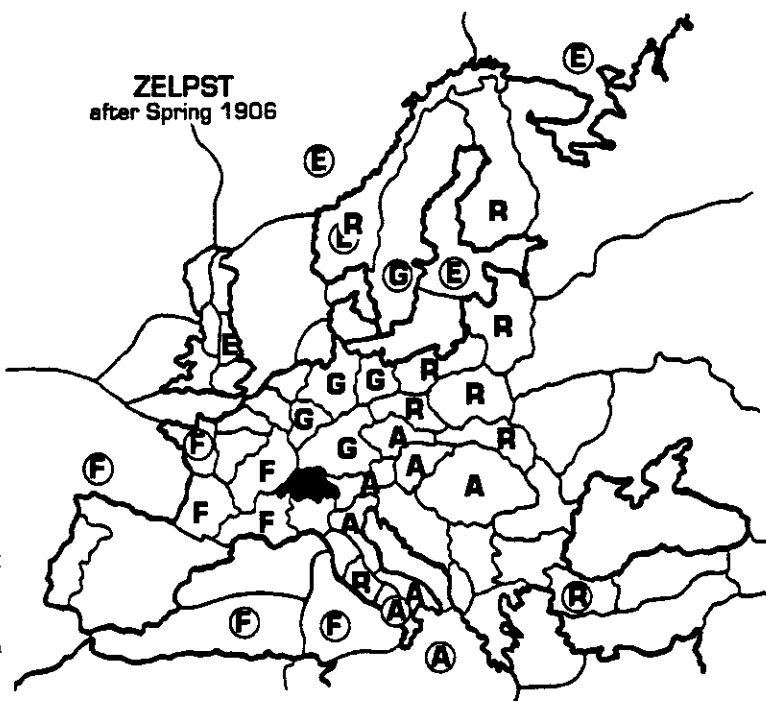 E
ZELPST
after Spring 1906
E
R
R
G E
R
E
G G R R
G R
F G A R
F F A A A
F F A
R A R
A
F F
A